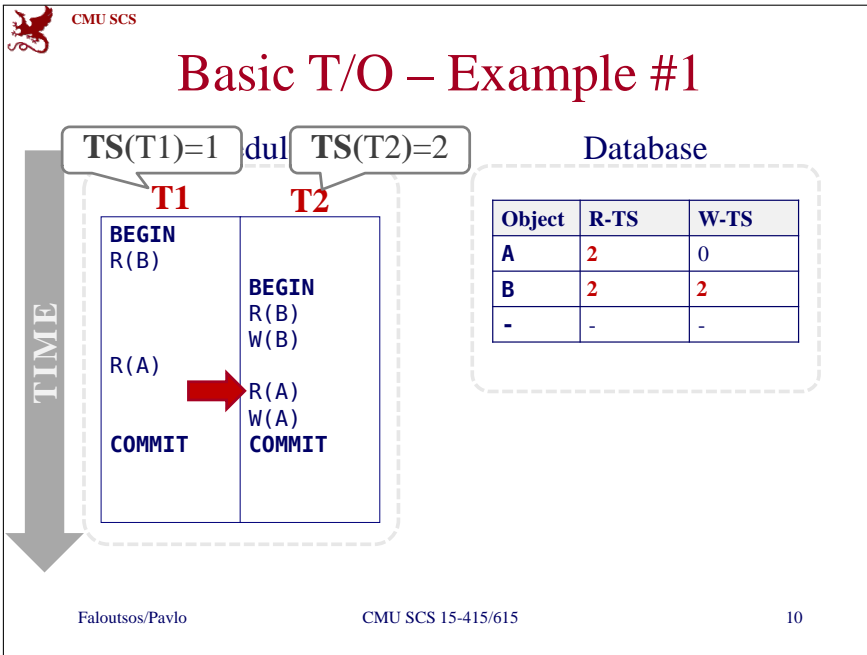 CMU SCS
Basic T/O – Example #1
TS(T1)=1 edul TS(T2)=2 Database
T1 T2
BEGIN
R(B)
BEGIN
R(B)
W(B)
R(A)
R(A)
W(A)
COMMIT COMMIT
TIME
Object R-TS W-TS
A 2 0
B 2 2
- - -
Faloutsos/Pavlo CMU SCS 15-415/615 10